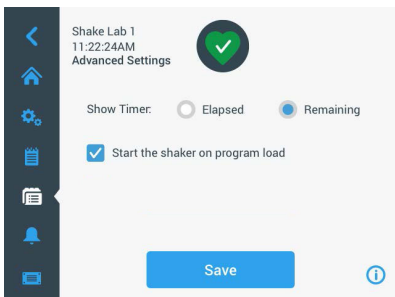 Shake Lab 1
11:22:24AM
Advanced Settings
Show Timer: Elapsed Remaining
Start the shaker on program load
Save